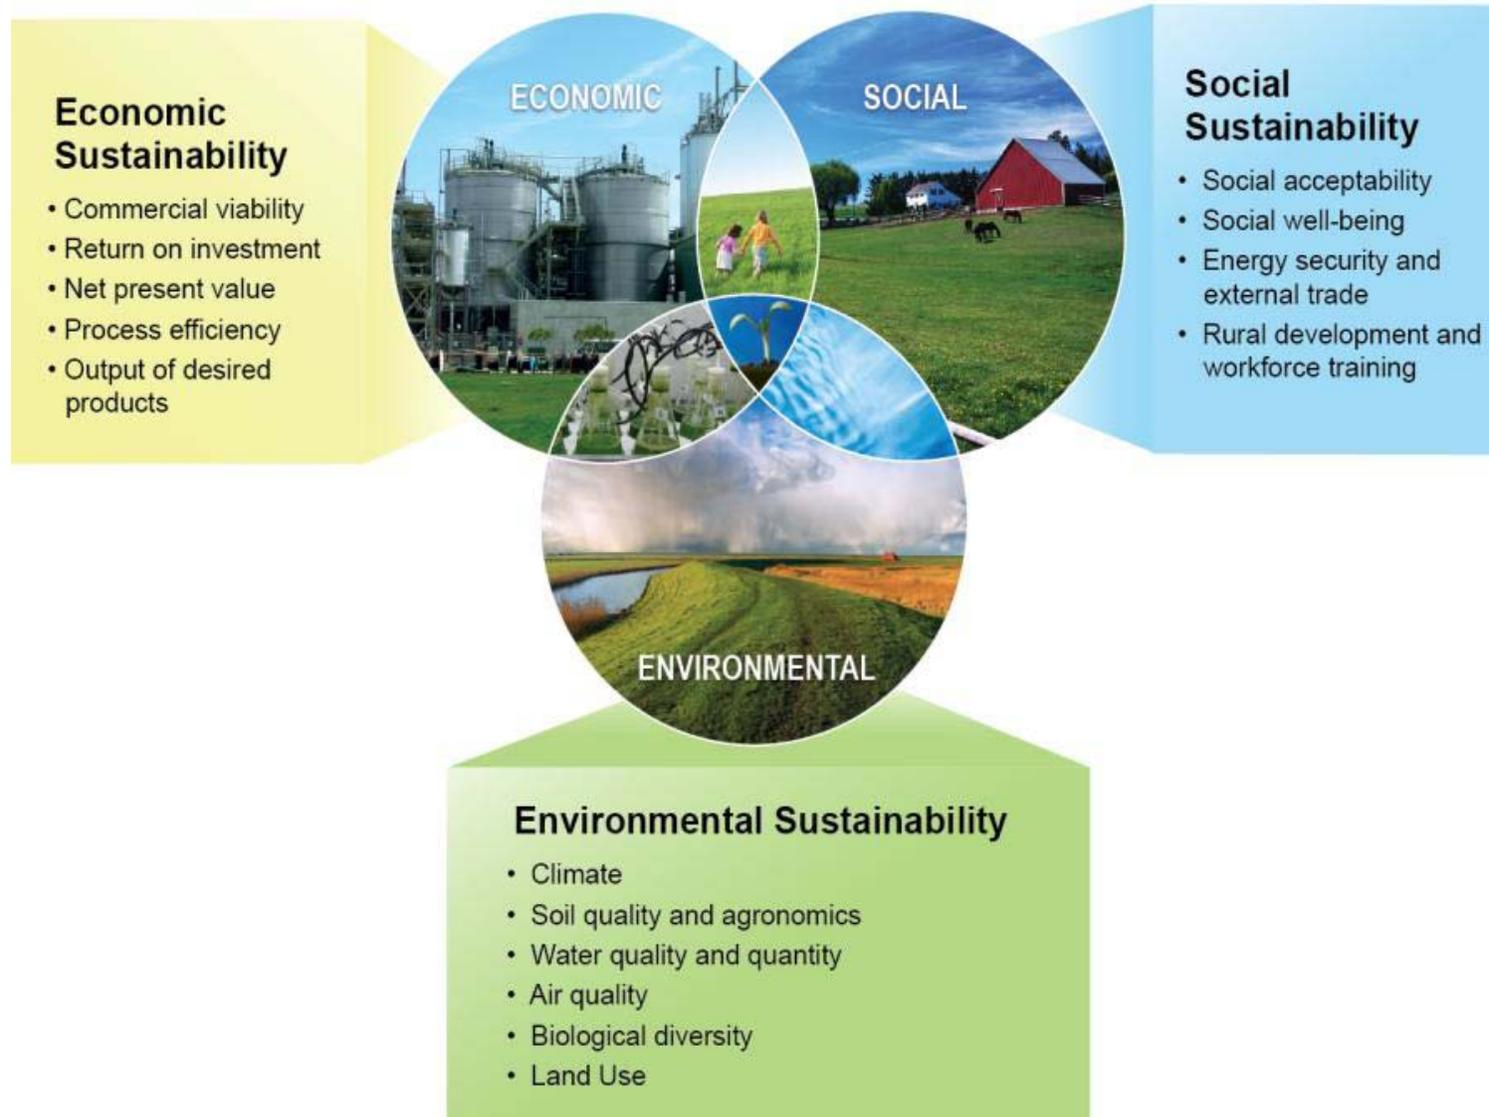 ECONOMIC
SOCIAL
ENVIRONMENTAL
Economic
Sustainability
• Commercial viability
• Return on investment
• Net present value
• Process efficiency
• Output of desired
products
Social
Sustainability
• Social acceptability
• Social well-being
• Energy security and
external trade
• Rural development and
workforce training
Environmental Sustainability
• Climate
• Soil quality and agronomics
• Water quality and quantity
• Air quality
• Biological diversity
• Land Use